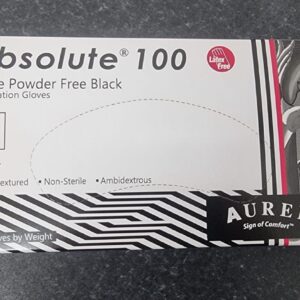 bsolute® 100
Latex Free
e Powder Free Black
ation Gloves
extured • Non-Sterile • Ambidextrous
AURE
Sign of Comfort™
ves by Weight